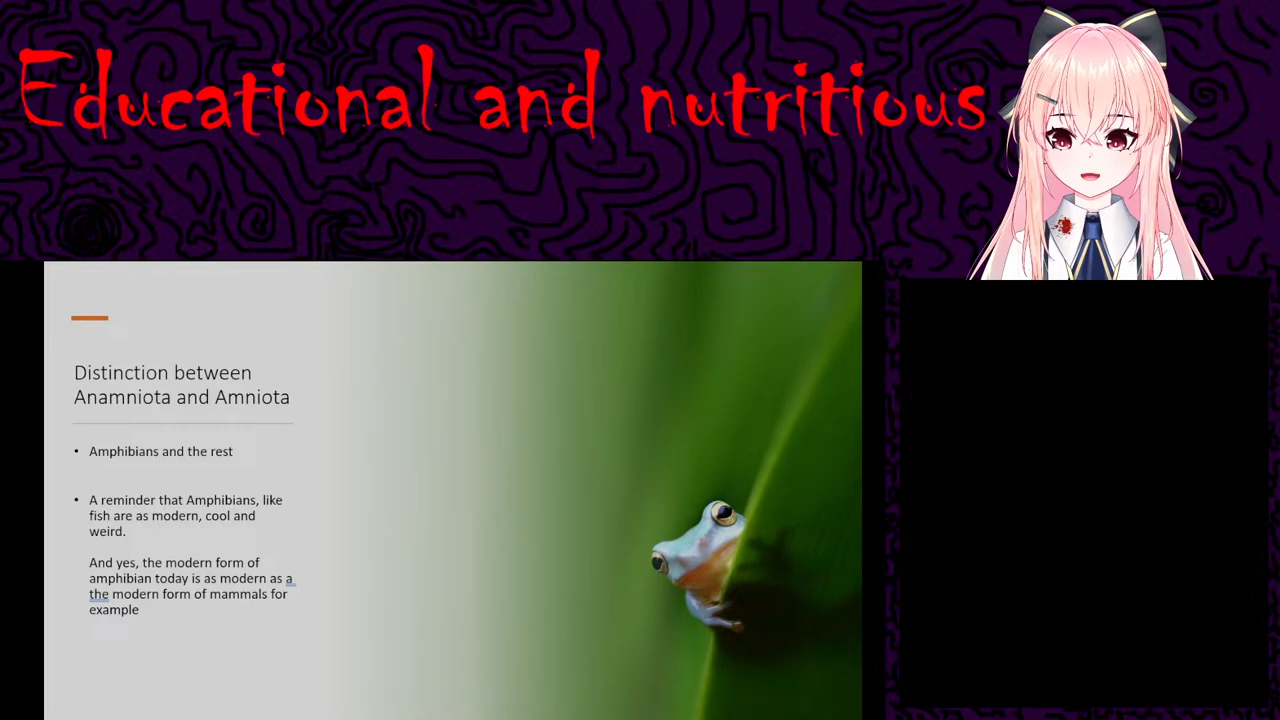 Educational and nutritious
Distinction between
Anamniota and Amniota
• Amphibians and the rest
• A reminder that Amphibians, like
fish are as modern, cool and
weird.
And yes, the modern form of
amphibian today is as modern as a
the modern form of mammals for
example